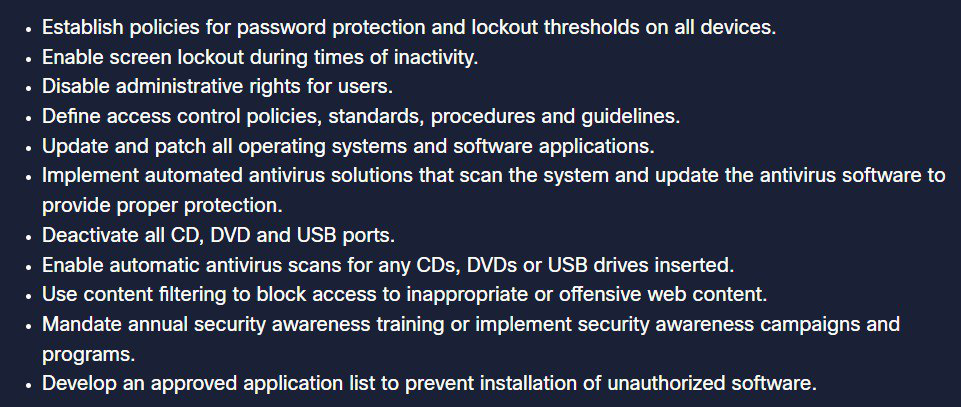 • Establish policies for password protection and lockout thresholds on all devices.
• Enable screen lockout during times of inactivity.
• Disable administrative rights for users.
• Define access control policies, standards, procedures and guidelines.
• Update and patch all operating systems and software applications.
• Implement automated antivirus solutions that scan the system and update the antivirus software to
provide proper protection.
• Deactivate all CD, DVD and USB ports.
• Enable automatic antivirus scans for any CDs, DVDs or USB drives inserted.
• Use content filtering to block access to inappropriate or offensive web content.
• Mandate annual security awareness training or implement security awareness campaigns and
programs.
• Develop an approved application list to prevent installation of unauthorized software.